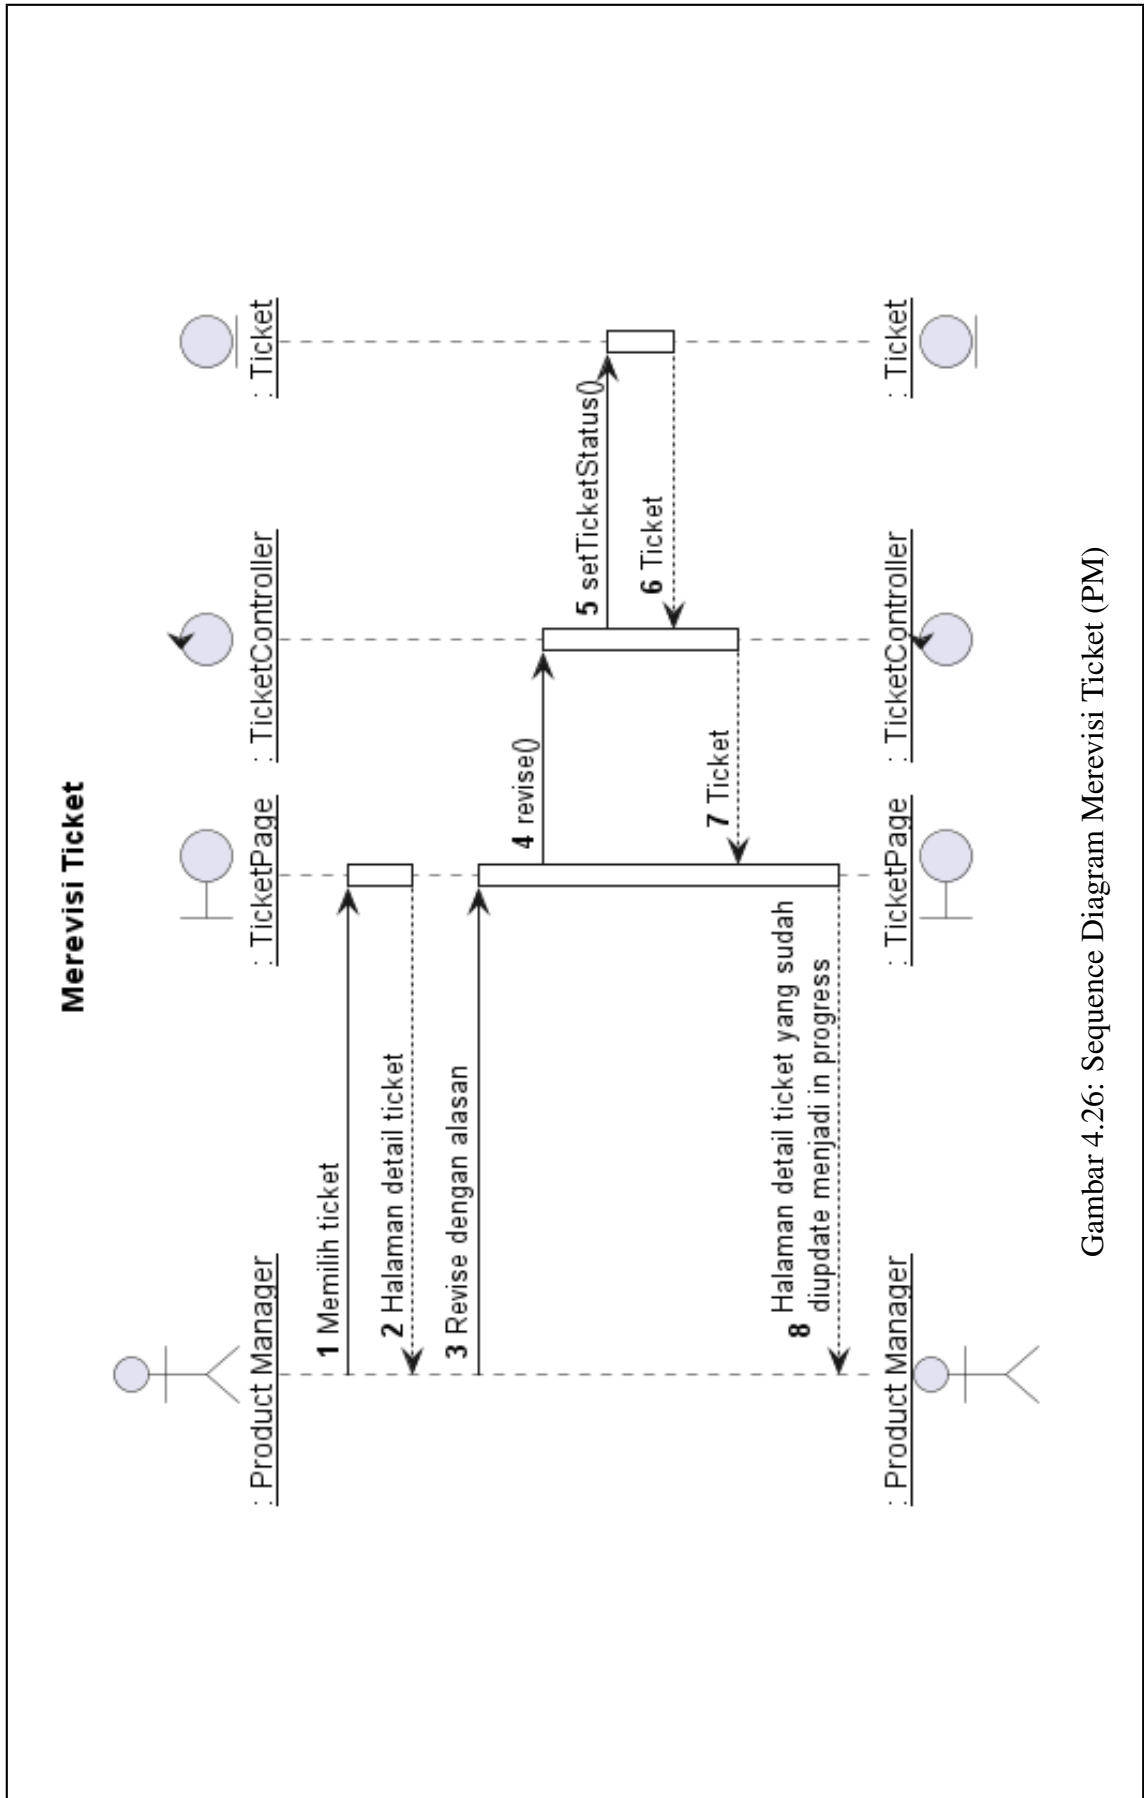 Merevisi Ticket
: Product Manager
: TicketPage
: TicketController
: Ticket
1 Memilih ticket
2 Halaman detail ticket
3 Revise dengan alasan
4 revise()
5 setTicketStatus()
6 Ticket
7 Ticket
Halaman detail ticket yang sudah
8 diupdate menjadi in progress
: Product Manager
: TicketPage
: TicketController
: Ticket
Gambar 4.26: Sequence Diagram Merevisi Ticket (PM)